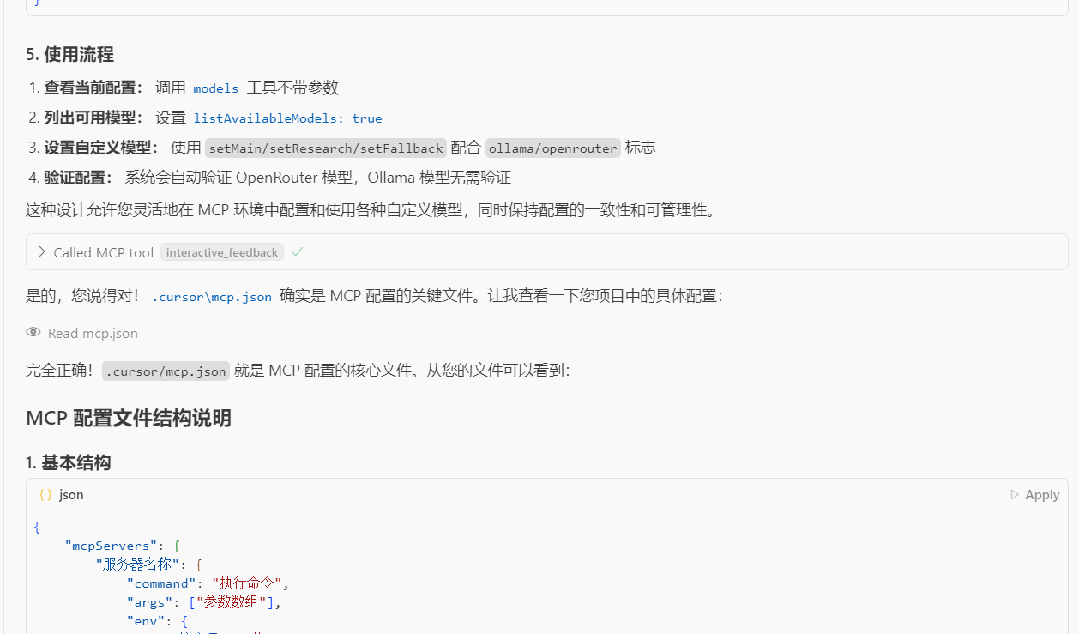 }
5. 使用流程
1. 查看当前配置： 调用 models 工具不带参数
2. 列出可用模型： 设置 listAvailableModels: true
3. 设置自定义模型： 使用 setMain/setResearch/setFallback 配合 ollama/openrouter 标志
4. 验证配置： 系统会自动验证 OpenRouter 模型，Ollama 模型无需验证
这种设计允许您灵活地在 MCP 环境中配置和使用各种自定义模型，同时保持配置的一致性和可管理性。
Called MCP tool interactive_feedback
是的，您说得对！ .cursor\mcp.json 确实是 MCP 配置的关键文件。让我查看一下您项目中的具体配置：
Read mcp.json
完全正确！ .cursor/mcp.json 就是 MCP 配置的核心文件。从您的文件可以看到：
MCP 配置文件结构说明
1. 基本结构
{} json Apply
{
"mcpServers": {
"服务器名称": {
"command": "执行命令",
"args": ["参数数组"],
"env": {